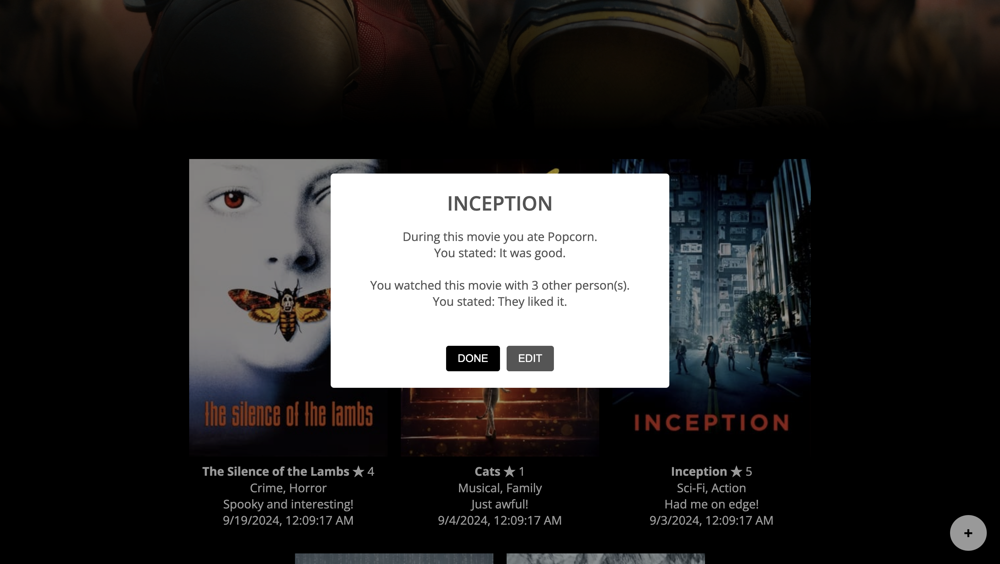 INCEPTION
During this movie you ate Popcorn.
You stated: It was good.
You watched this movie with 3 other person(s).
You stated: They liked it.
DONE
EDIT
the silence of the lambs
INCEPTION
The Silence of the Lambs ★ 4
Crime, Horror
Spooky and interesting!
9/19/2024, 12:09:17 AM
Cats ★ 1
Musical, Family
Just awful!
9/4/2024, 12:09:17 AM
Inception ★ 5
Sci-Fi, Action
Had me on edge!
9/3/2024, 12:09:17 AM
+